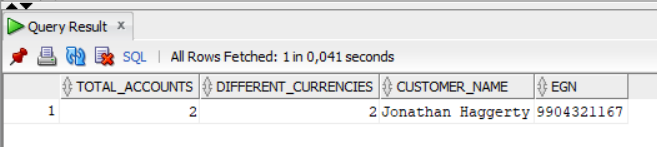 Query Result x
SQL | All Rows Fetched: 1 in 0,041 seconds
TOTAL_ACCOUNTS DIFFERENT_CURRENCIES CUSTOMER_NAME EGN
1 2 2 Jonathan Haggerty 9904321167